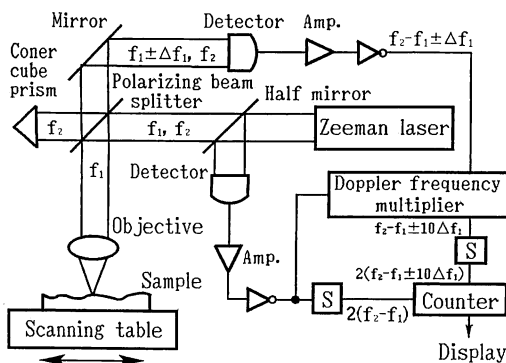 Mirror
Detector
Amp.
f₂-f₁±Δf₁
f₁±Δf₁, f₂
Coner
cube
prism
Polarizing beam
splitter
Half mirror
f₂
f₁, f₂
Zeeman laser
f₁
Detector
Doppler frequency
multiplier
Objective
f₂-f₁±10Δf₁
S
Amp.
Sample
2(f₂-f₁±10Δf₁)
S
Counter
2(f₂-f₁)
Scanning table
Display